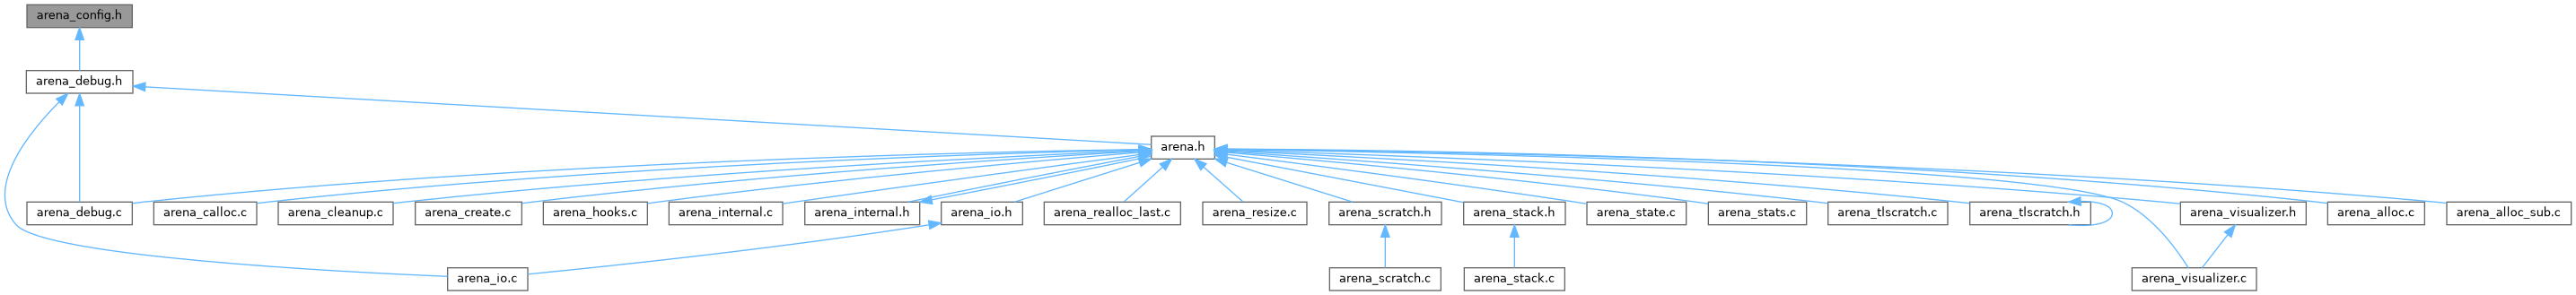 arena_config.h
arena_debug.h
arena.h
arena_debug.c
arena_calloc.c
arena_cleanup.c
arena_create.c
arena_hooks.c
arena_internal.c
arena_internal.h
arena_io.h
arena_realloc_last.c
arena_resize.c
arena_scratch.h
arena_stack.h
arena_state.c
arena_stats.c
arena_tlscratch.c
arena_tlscratch.h
arena_visualizer.h
arena_alloc.c
arena_alloc_sub.c
arena_io.c
arena_scratch.c
arena_stack.c
arena_visualizer.c